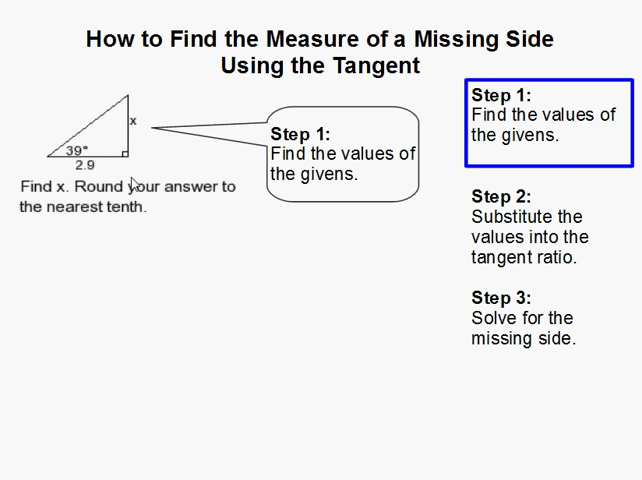 How to Find the Measure of a Missing Side
Using the Tangent
x
39°
2.9
Find x. Round your answer to
the nearest tenth.
Step 1:
Find the values of
the givens.
Step 1:
Find the values of
the givens.
Step 2:
Substitute the
values into the
tangent ratio.
Step 3:
Solve for the
missing side.